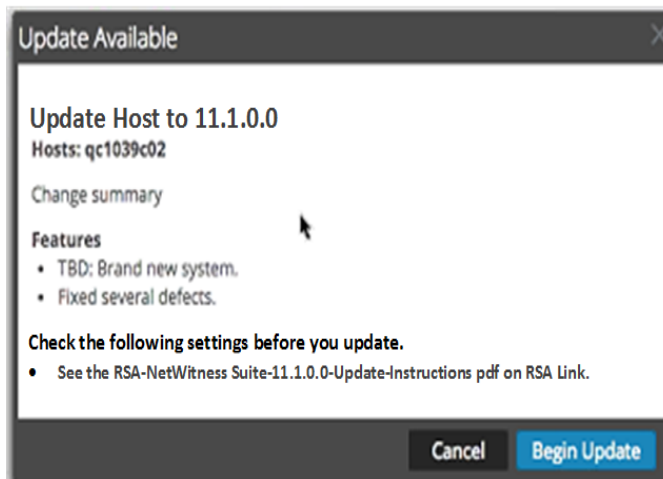 Update Available
Update Host to 11.1.0.0
Hosts: qc1039c02
Change summary
Features
• TBD: Brand new system.
• Fixed several defects.
Check the following settings before you update.
• See the RSA-NetWitness Suite-11.1.0.0-Update-Instructions pdf on RSA Link.
Cancel
Begin Update